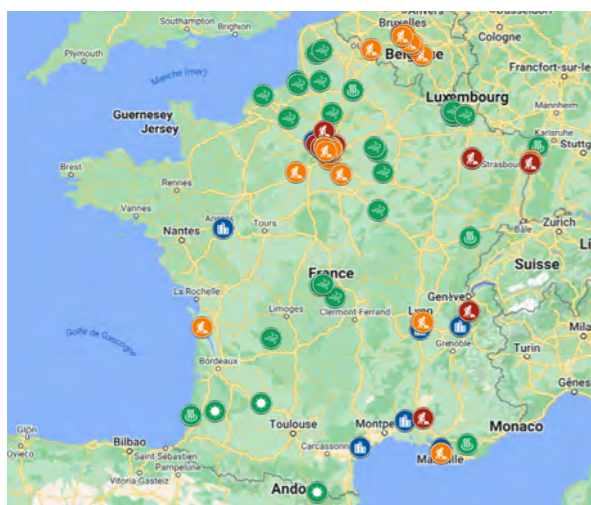 Southampton
Brighton
Anvers
Düsseldorf
Bruxelles
Cologne
Plymouth
Belgique
Francfort-sur-le
Manche (mer)
Luxembourg
Mannheim
Guernesey
Jersey
Karlsruhe
Stuttg
Strasbourg
Brest
Rennes
Vannes
Angers
Tours
Bâle
Zurich
Nantes
Li
Suisse
France
Genève
La Rochelle
Limoges
Clermont-Ferrand
Lyon
Mila
Golfe de Gascogne
Grenoble
Turin
Bordeaux
Gênes
Gijón
Bilbao
Toulouse
Montpe
Monaco
Oviedo
Saint-Sébastien
Carcassonne
Marseille
Pampelune
Vitoria-Gasteiz
Ando